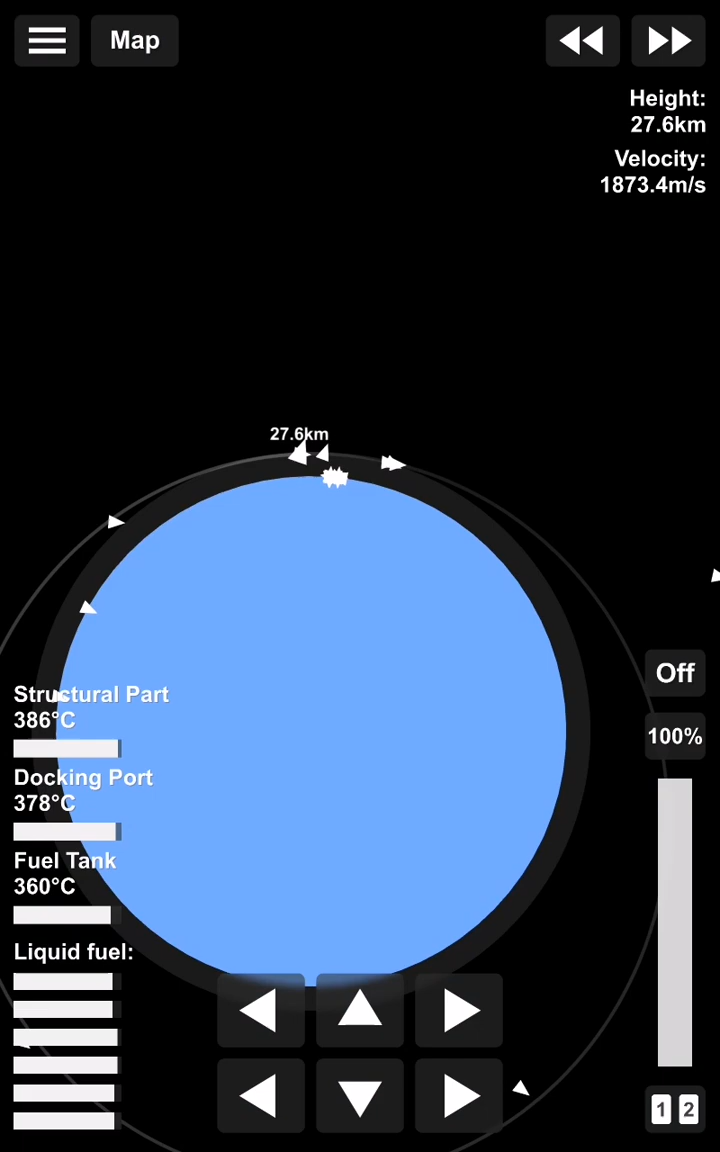 Map
Height:
27.6km
Velocity:
1873.4m/s
27.6km
Off
100%
Structural Part
386°C
Docking Port
378°C
Fuel Tank
360°C
Liquid fuel:
1 2